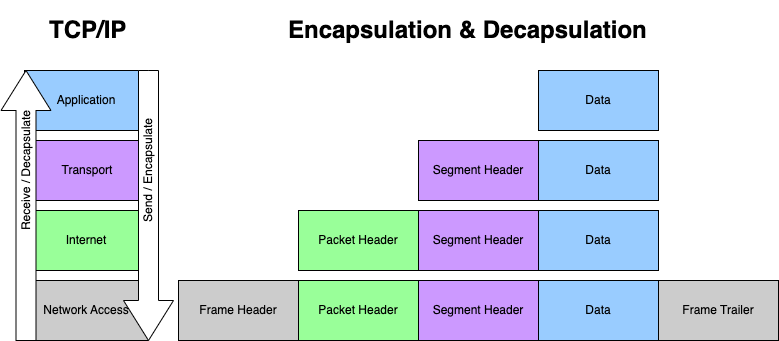 TCP/IP
Encapsulation & Decapsulation
Receive / Decapsulate
Send / Encapsulate
Application
Data
Transport
Segment Header
Data
Internet
Packet Header
Segment Header
Data
Network Access
Frame Header
Packet Header
Segment Header
Data
Frame Trailer